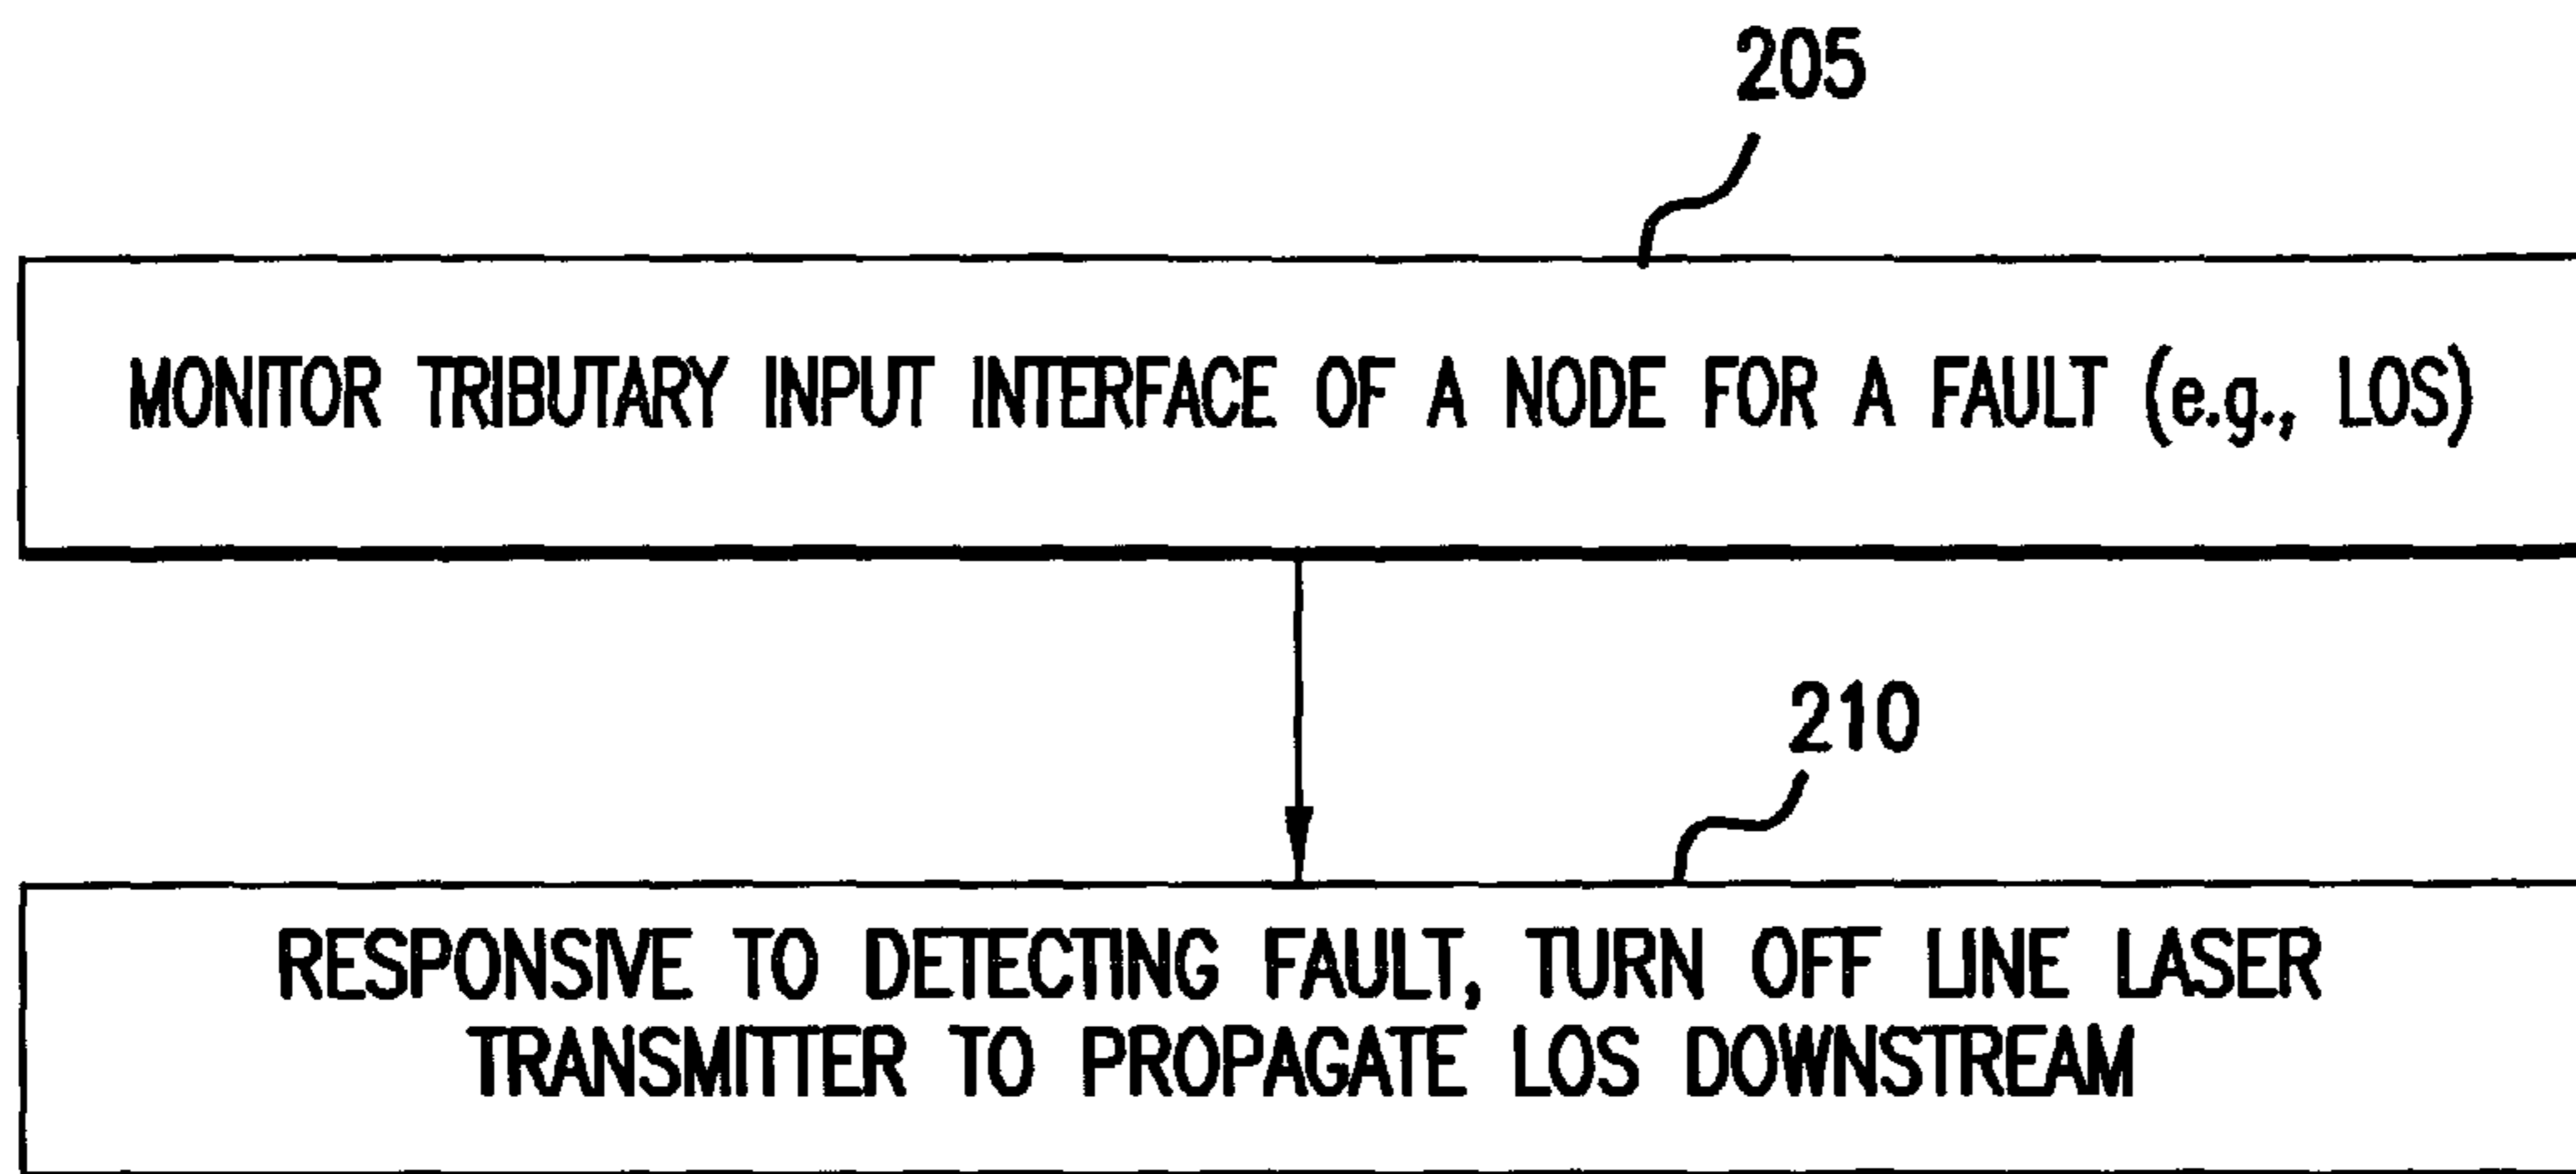 205
MONITOR TRIBUTARY INPUT INTERFACE OF A NODE FOR A FAULT (e.g., LOS)
210
RESPONSIVE TO DETECTING FAULT, TURN OFF LINE LASER
TRANSMITTER TO PROPAGATE LOS DOWNSTREAM